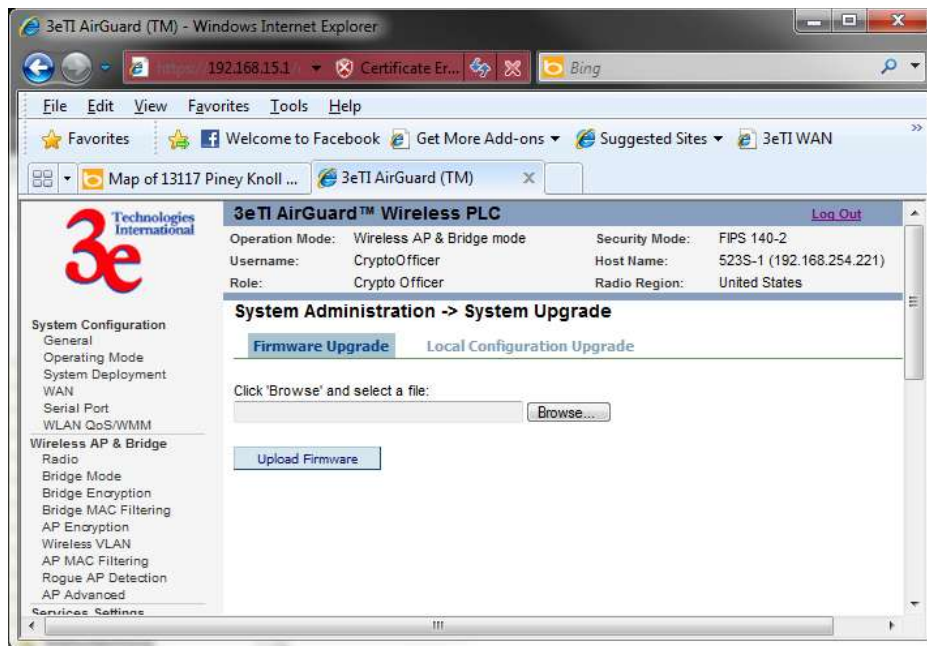 3eTI AirGuard (TM) - Windows Internet Explorer
https://192.168.15.1/ Certificate Er... Bing
File Edit View Favorites Tools Help
Favorites Welcome to Facebook Get More Add-ons Suggested Sites 3eTI WAN »
Map of 13117 Piney Knoll ... 3eTI AirGuard (TM) x
3e Technologies International
3eTI AirGuard™ Wireless PLC Log Out
Operation Mode: Wireless AP & Bridge mode Security Mode: FIPS 140-2
Username: CryptoOfficer Host Name: 523S-1 (192.168.254.221)
Role: Crypto Officer Radio Region: United States
System Administration -> System Upgrade
Firmware Upgrade Local Configuration Upgrade
Click 'Browse' and select a file:
Browse...
Upload Firmware
System Configuration
General
Operating Mode
System Deployment
WAN
Serial Port
WLAN QoS/WMM
Wireless AP & Bridge
Radio
Bridge Mode
Bridge Encryption
Bridge MAC Filtering
AP Encryption
Wireless VLAN
AP MAC Filtering
Rogue AP Detection
AP Advanced
Services Settings